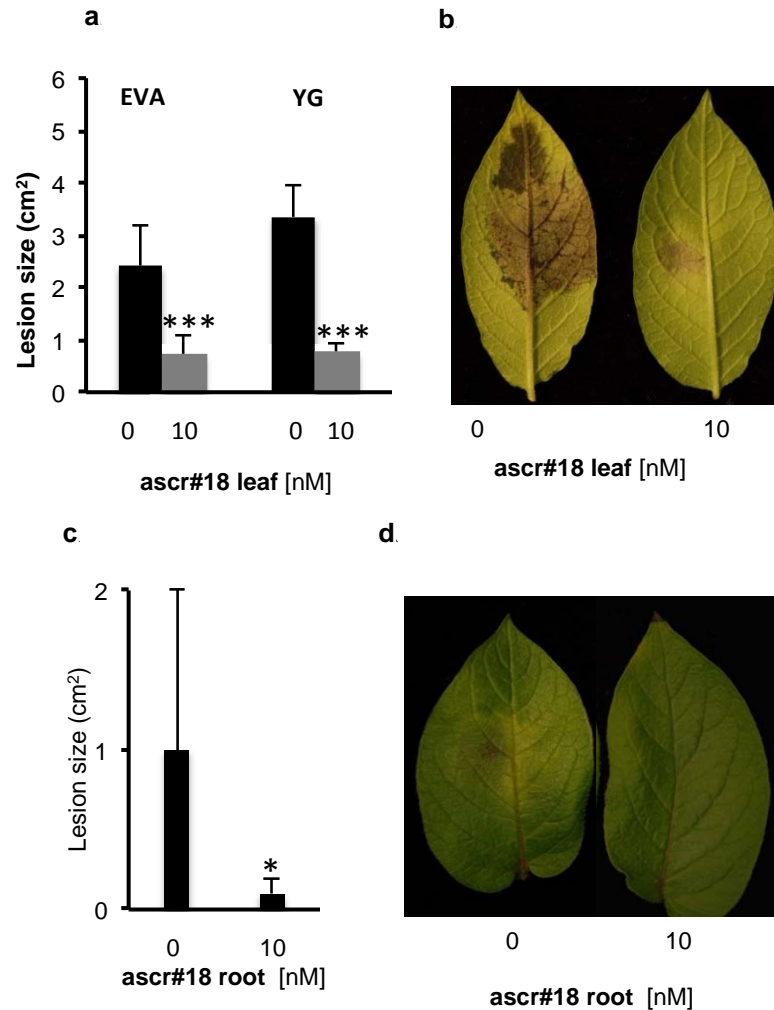 a.
b.
EVA YG
6
5
4
3
2
1
0
Lesion size (cm²)
***
***
0 10 0 10
ascr#18 leaf [nM]
0 10
ascr#18 leaf [nM]
c.
d.
2
1
0
Lesion size (cm²)
*
0 10
ascr#18 root [nM]
0 10
ascr#18 root [nM]